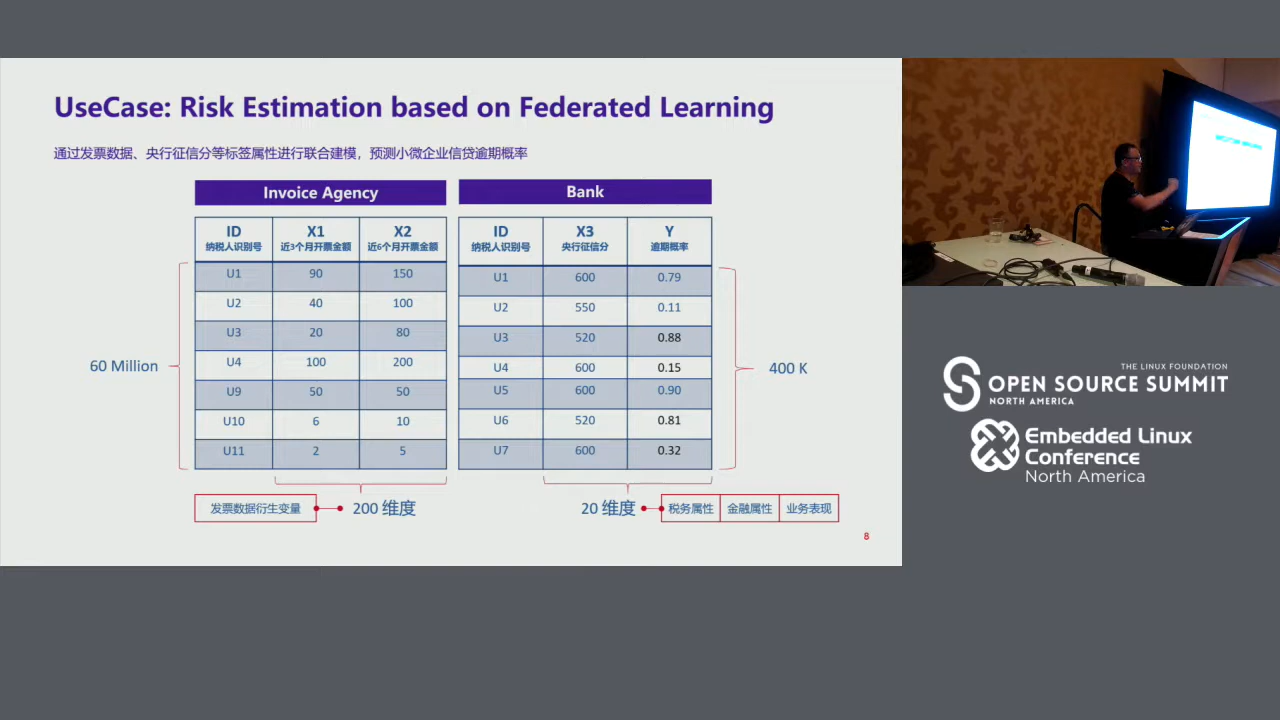 UseCase: Risk Estimation based on Federated Learning
通过发票数据、央行征信分等标签属性进行联合建模，预测小微企业信贷逾期概率
Invoice Agency
ID X1 X2
纳税人识别号 近3个月开票金额 近6个月开票金额
U1 90 150
U2 40 100
U3 20 80
U4 100 200
U9 50 50
U10 6 10
U11 2 5
60 Million
发票数据衍生变量
200 维度
Bank
ID X3 Y
纳税人识别号 央行征信分 逾期概率
U1 600 0.79
U2 550 0.11
U3 520 0.88
U4 600 0.15
U5 600 0.90
U6 520 0.81
U7 600 0.32
400 K
20 维度
税务属性 金融属性 业务表现
8
THE LINUX FOUNDATION
OPEN SOURCE SUMMIT
NORTH AMERICA
Embedded Linux
Conference
North America